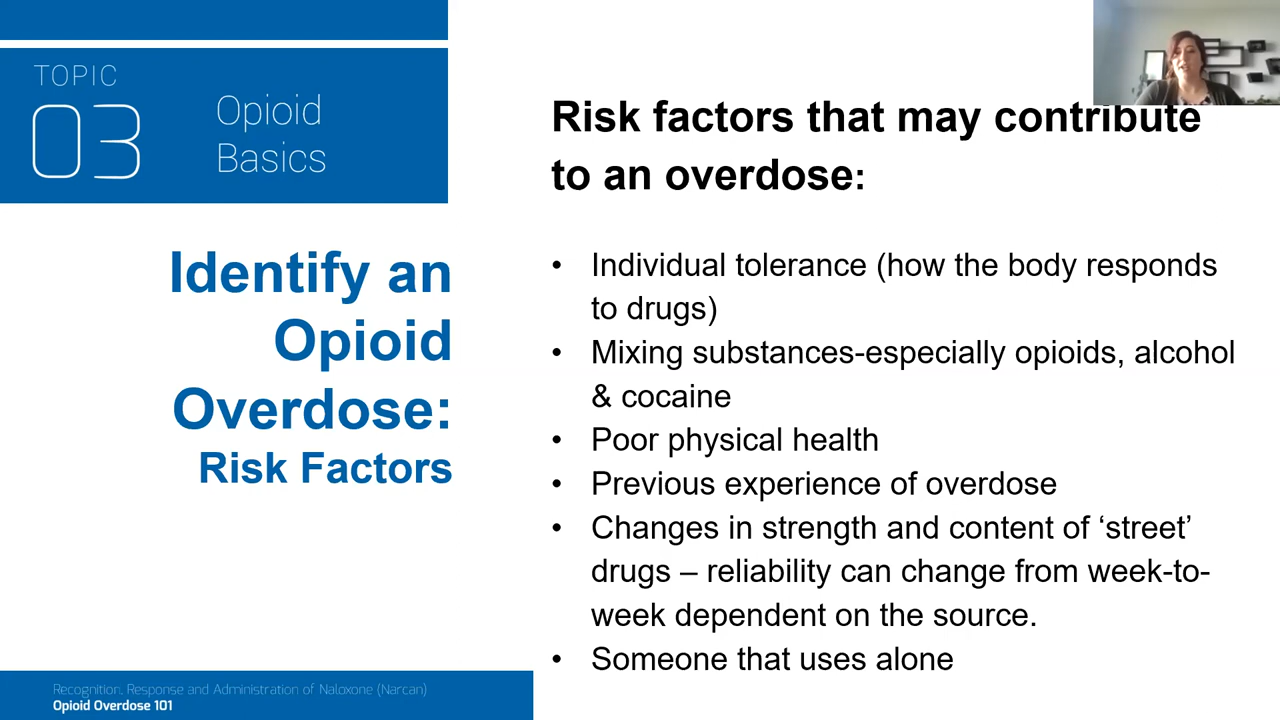 TOPIC
03
Opioid
Basics
Identify an
Opioid
Overdose:
Risk Factors
Risk factors that may contribute
to an overdose:
• Individual tolerance (how the body responds
to drugs)
• Mixing substances-especially opioids, alcohol
& cocaine
• Poor physical health
• Previous experience of overdose
• Changes in strength and content of ‘street’
drugs – reliability can change from week-to-
week dependent on the source.
• Someone that uses alone
Recognition, Response and Administration of Naloxone (Narcan)
Opioid Overdose 101